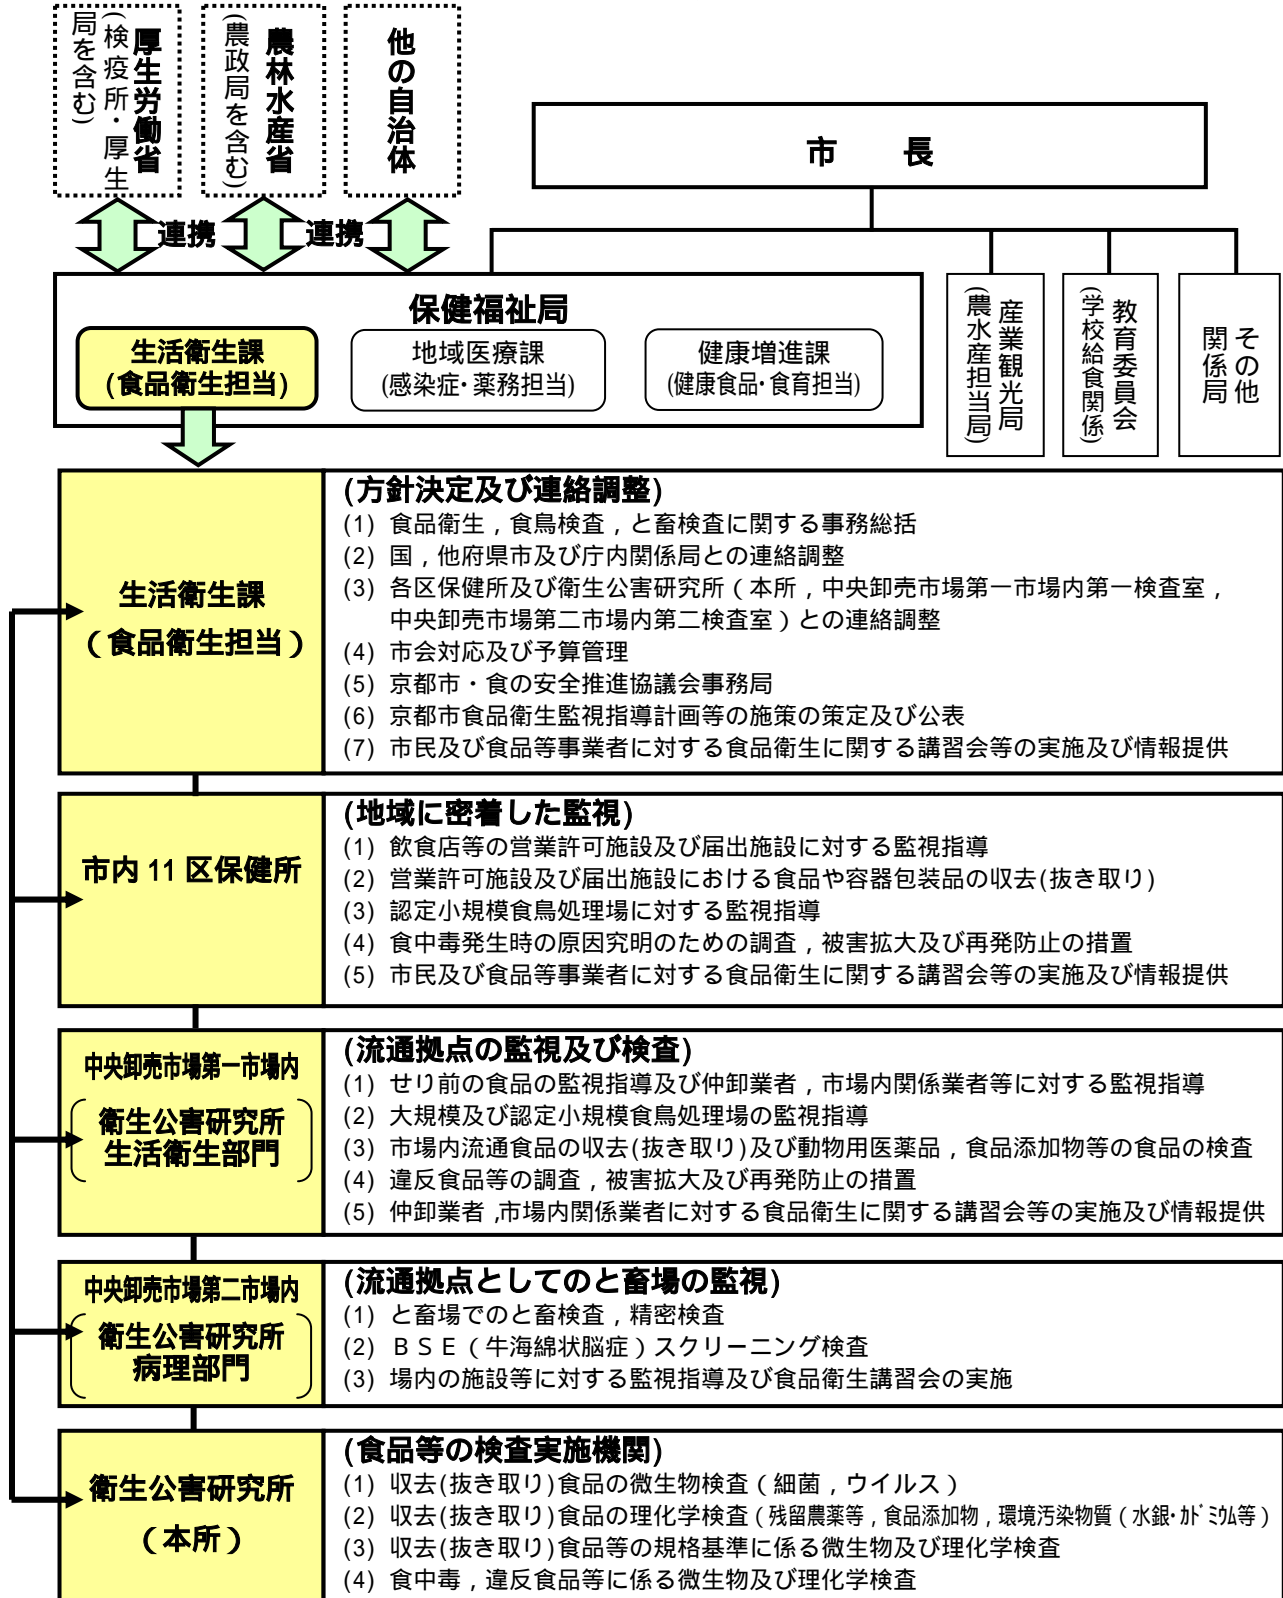 厚生労働省
(検疫所・厚生
局を含む)
農林水産省
(農政局を含む)
他の自治体
市　長
連携
連携
保健福祉局
生活衛生課
(食品衛生担当)
地域医療課
(感染症・薬務担当)
健康増進課
(健康食品・食育担当)
産業観光局
(農水産担当局)
教育委員会
(学校給食関係)
その他
関係局
生活衛生課
（食品衛生担当）
(方針決定及び連絡調整)
(1) 食品衛生，食鳥検査，と畜検査に関する事務総括
(2) 国，他府県市及び庁内関係局との連絡調整
(3) 各区保健所及び衛生公害研究所（本所，中央卸売市場第一市場内第一検査室，
中央卸売市場第二市場内第二検査室）との連絡調整
(4) 市会対応及び予算管理
(5) 京都市・食の安全推進協議会事務局
(6) 京都市食品衛生監視指導計画等の施策の策定及び公表
(7) 市民及び食品等事業者に対する食品衛生に関する講習会等の実施及び情報提供
市内 11 区保健所
(地域に密着した監視)
(1) 飲食店等の営業許可施設及び届出施設に対する監視指導
(2) 営業許可施設及び届出施設における食品や容器包装品の収去(抜き取り)
(3) 認定小規模食鳥処理場に対する監視指導
(4) 食中毒発生時の原因究明のための調査，被害拡大及び再発防止の措置
(5) 市民及び食品等事業者に対する食品衛生に関する講習会等の実施及び情報提供
中央卸売市場第一市場内
衛生公害研究所
生活衛生部門
(流通拠点の監視及び検査)
(1) せり前の食品の監視指導及び仲卸業者，市場内関係業者等に対する監視指導
(2) 大規模及び認定小規模食鳥処理場の監視指導
(3) 市場内流通食品の収去(抜き取り)及び動物用医薬品，食品添加物等の食品の検査
(4) 違反食品等の調査，被害拡大及び再発防止の措置
(5) 仲卸業者，市場内関係業者に対する食品衛生に関する講習会等の実施及び情報提供
中央卸売市場第二市場内
衛生公害研究所
病理部門
(流通拠点としてのと畜場の監視)
(1) と畜場でのと畜検査，精密検査
(2) ＢＳＥ（牛海綿状脳症）スクリーニング検査
(3) 場内の施設等に対する監視指導及び食品衛生講習会の実施
衛生公害研究所
（本所）
(食品等の検査実施機関)
(1) 収去(抜き取り)食品の微生物検査（細菌，ウイルス）
(2) 収去(抜き取り)食品の理化学検査（残留農薬等，食品添加物，環境汚染物質（水銀・ｶﾄﾞﾐｳﾑ等）
(3) 収去(抜き取り)食品等の規格基準に係る微生物及び理化学検査
(4) 食中毒，違反食品等に係る微生物及び理化学検査